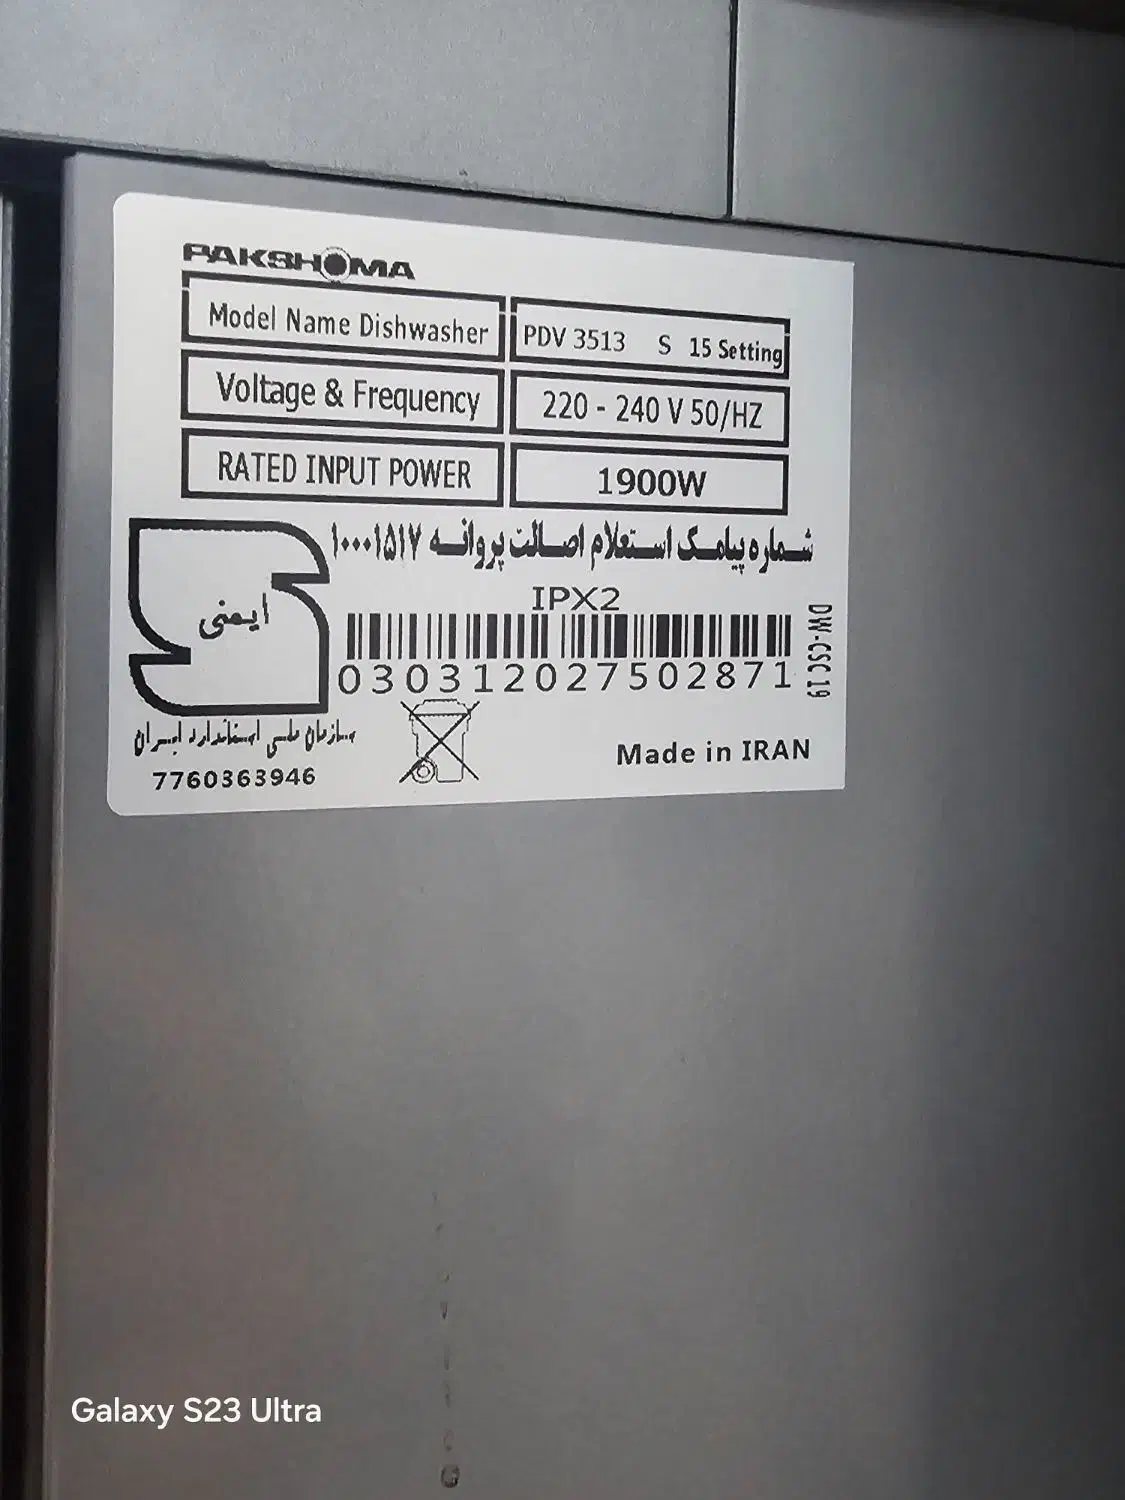 PAKSHOMA
Model Name Dishwasher PDV 3513 S 15 Setting
Voltage & Frequency 220 - 240 V 50/HZ
RATED INPUT POWER 1900W
شماره پیامک استعلام اصالت پروانه ۱۰۰۰۱۵۱۷
IPX2
ایمنی
030312027502871
DW-CSC19
سازمان ملی استاندارد ایران
7760363946
Made in IRAN
Galaxy S23 Ultra